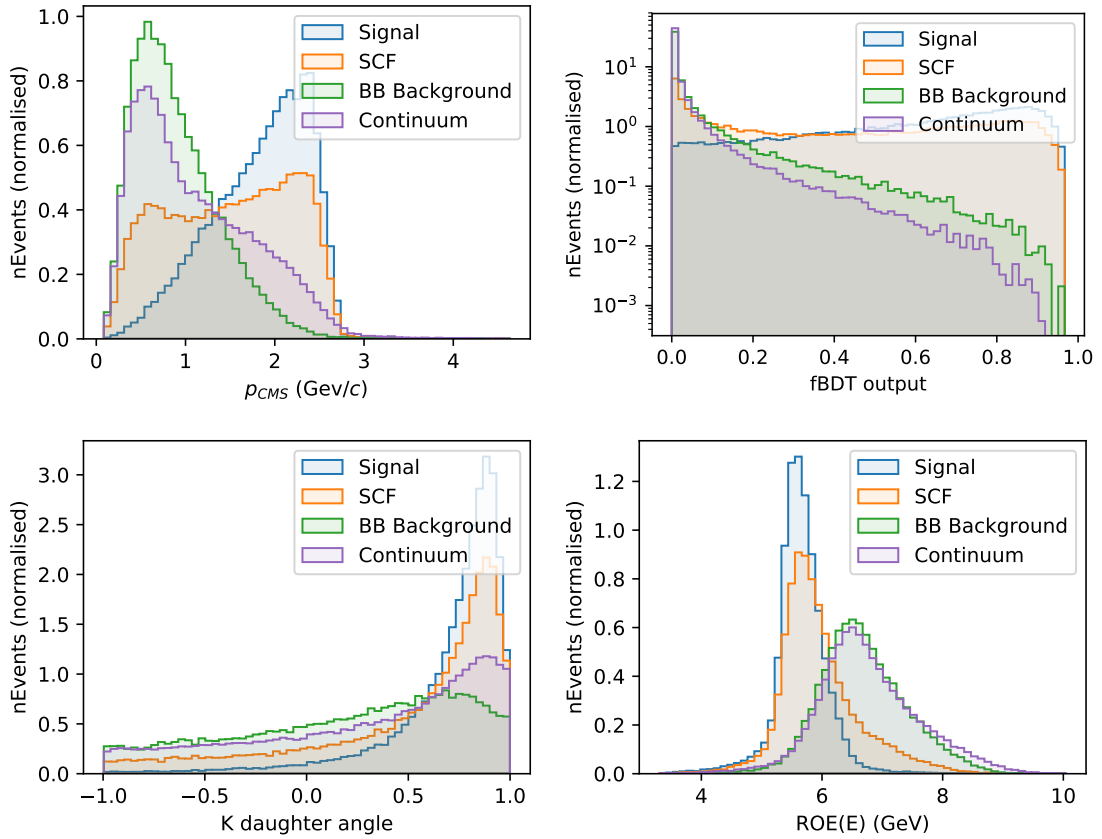 nEvents (normalised)
1.0
0.8
0.6
0.4
0.2
0.0
Signal
SCF
BB Background
Continuum
0 1 2 3 4
p_CMS (Gev/c)
nEvents (normalised)
10¹
10⁰
10⁻¹
10⁻²
10⁻³
Signal
SCF
BB Background
Continuum
0.0 0.2 0.4 0.6 0.8 1.0
fBDT output
nEvents (normalised)
3.0
2.5
2.0
1.5
1.0
0.5
0.0
Signal
SCF
BB Background
Continuum
−1.0 −0.5 0.0 0.5 1.0
K daughter angle
nEvents (normalised)
1.2
1.0
0.8
0.6
0.4
0.2
0.0
Signal
SCF
BB Background
Continuum
4 6 8 10
ROE(E) (GeV)